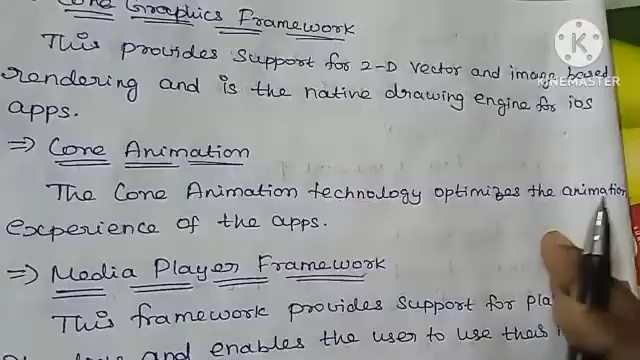 Core Graphics Framework
This provides support for 2-D vector and image based
rendering and is the native drawing engine for ios
apps.
⇒ Core Animation
The Core Animation technology optimizes the animation
experience of the apps.
⇒ Media Player Framework
This framework provides support for
and enables the user to use
KINEMASTER